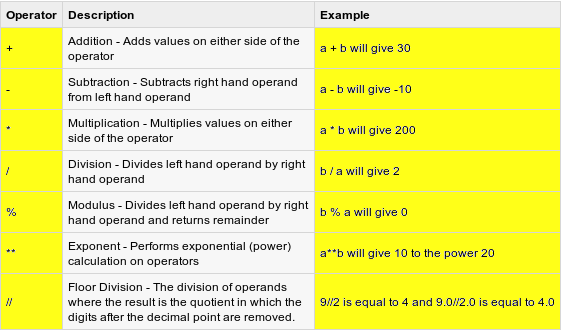 Operator Description Example
+ Addition - Adds values on either side of the
operator a + b will give 30
- Subtraction - Subtracts right hand operand
from left hand operand a - b will give -10
* Multiplication - Multiplies values on either
side of the operator a * b will give 200
/ Division - Divides left hand operand by right
hand operand b / a will give 2
% Modulus - Divides left hand operand by right
hand operand and returns remainder b % a will give 0
** Exponent - Performs exponential (power)
calculation on operators a**b will give 10 to the power 20
// Floor Division - The division of operands
where the result is the quotient in which the
digits after the decimal point are removed. 9//2 is equal to 4 and 9.0//2.0 is equal to 4.0